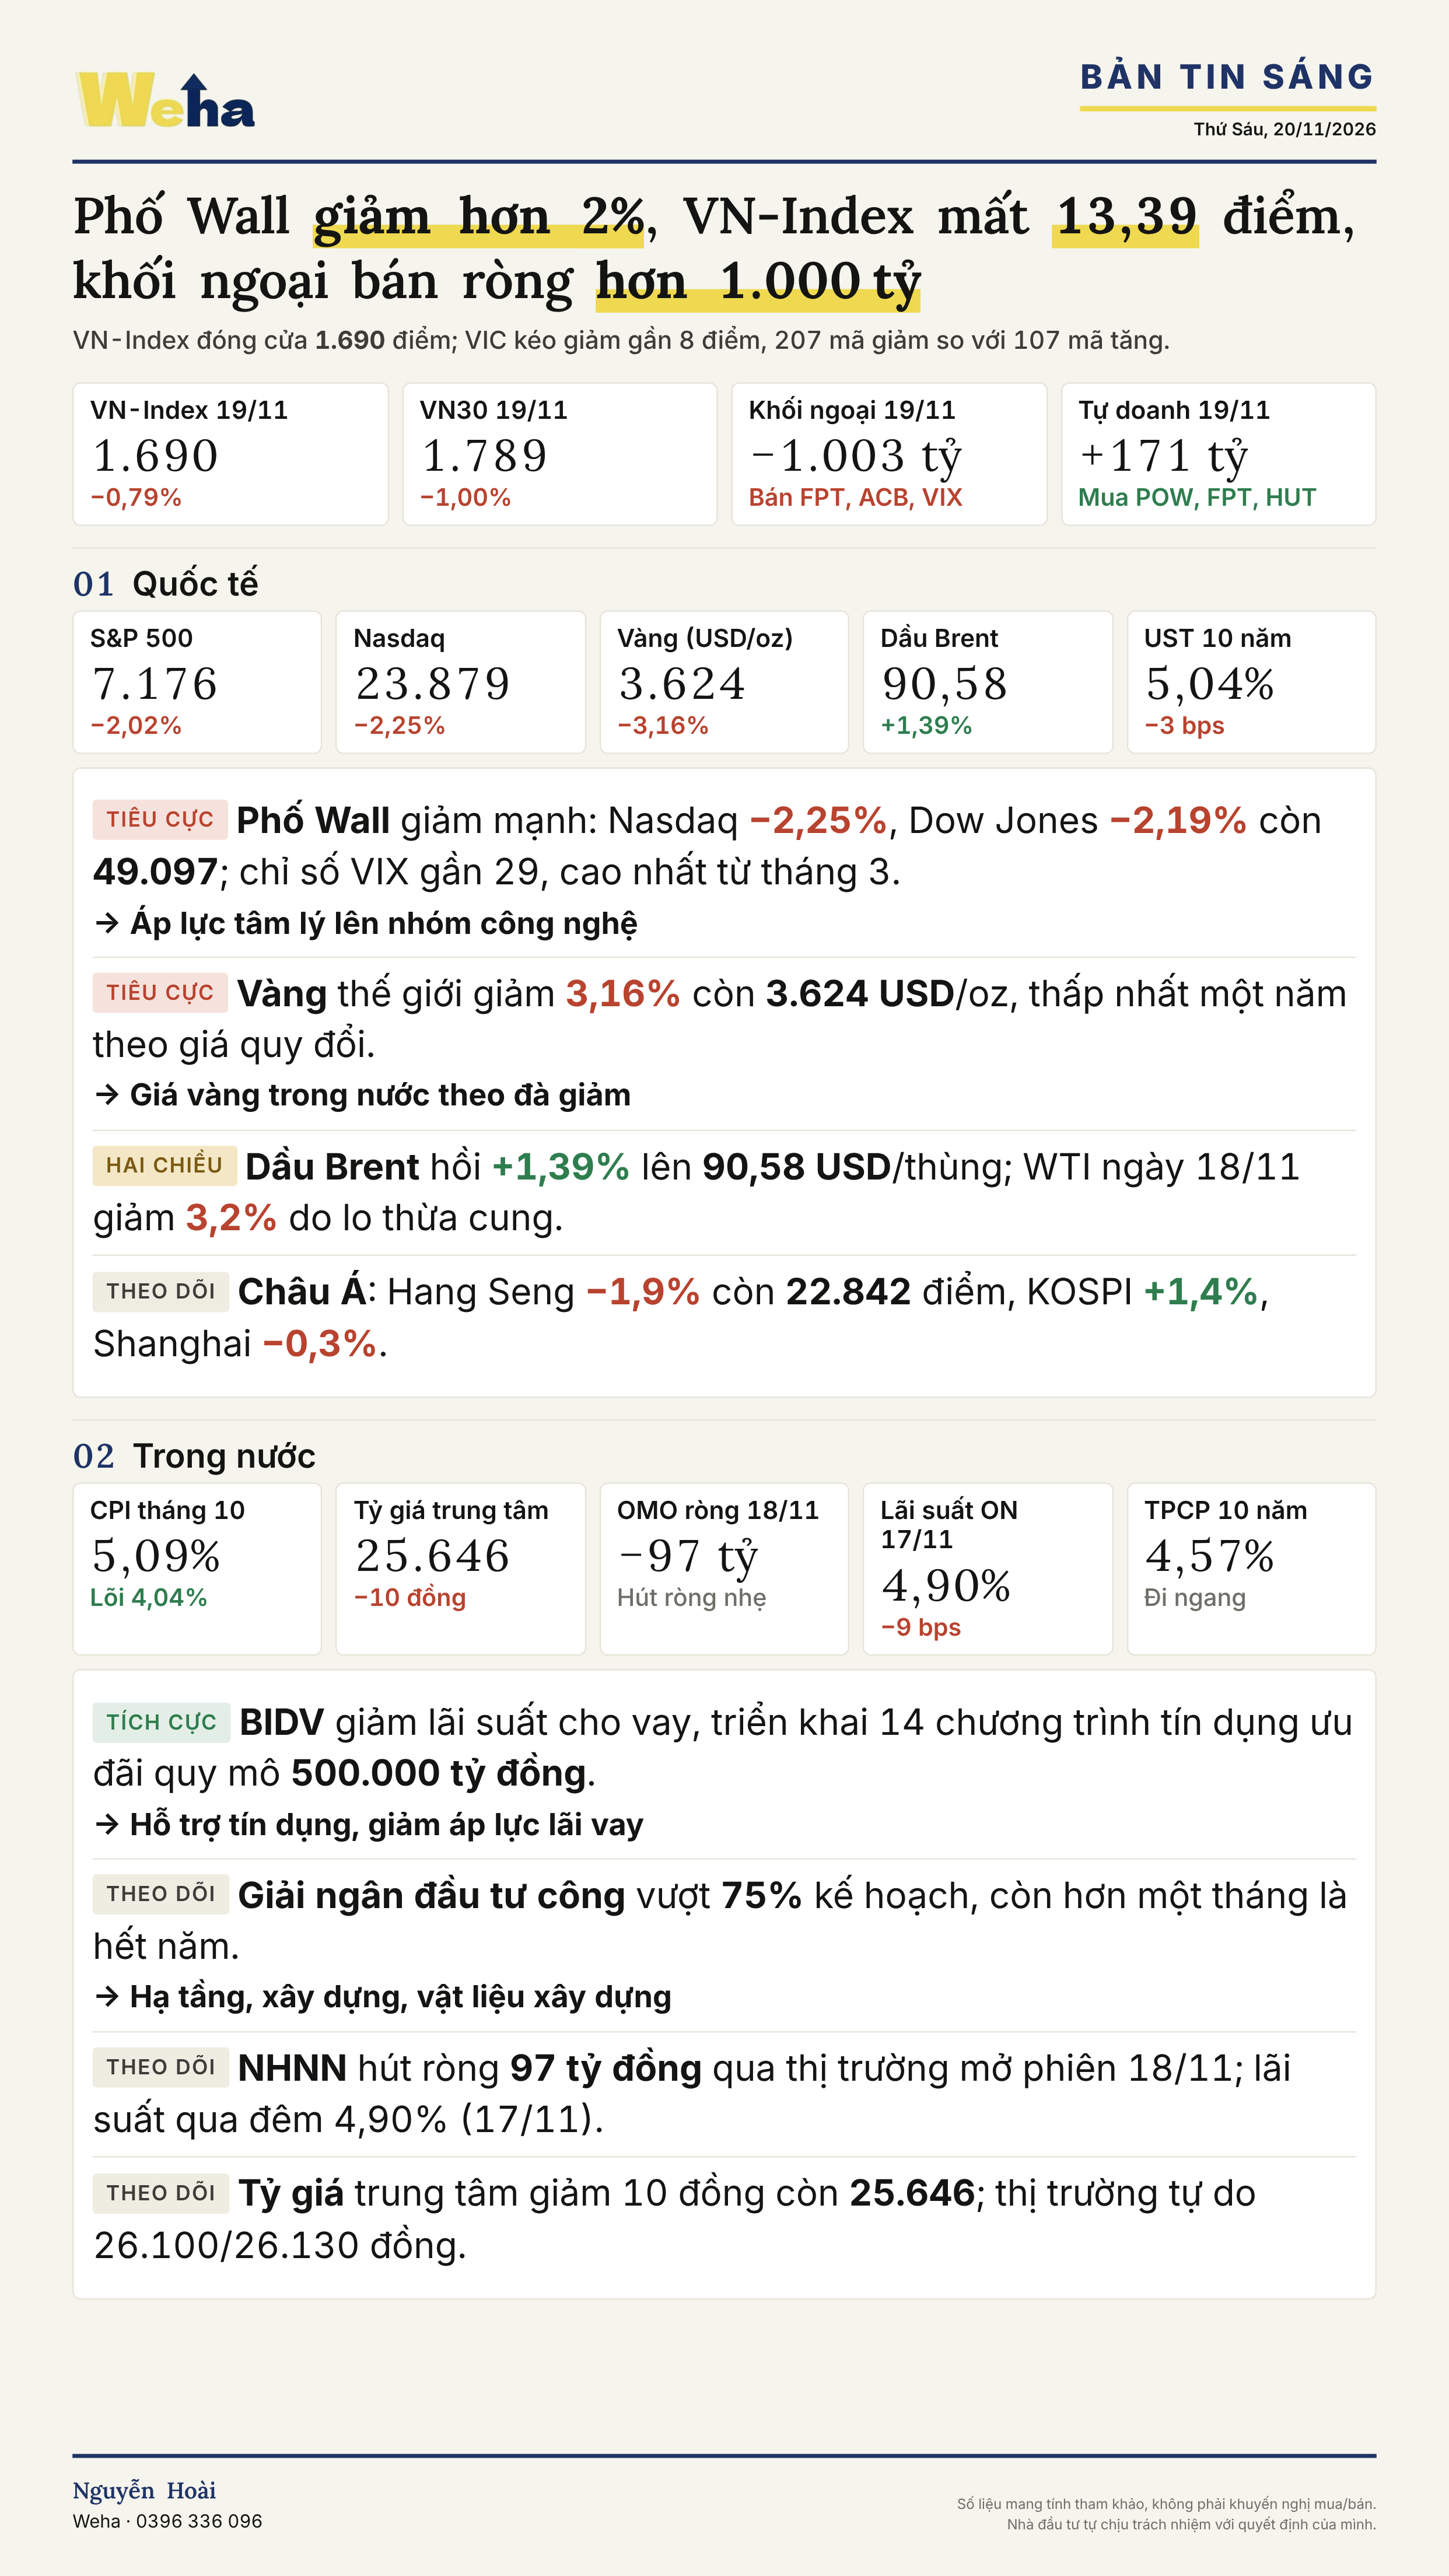 Weha
BẢN TIN SÁNG
Thứ Sáu, 20/11/2026
Phố Wall giảm hơn 2%, VN-Index mất 13,39 điểm,
khối ngoại bán ròng hơn 1.000 tỷ
VN-Index đóng cửa 1.690 điểm; VIC kéo giảm gần 8 điểm, 207 mã giảm so với 107 mã tăng.
VN-Index 19/11
1.690
−0,79%
VN30 19/11
1.789
−1,00%
Khối ngoại 19/11
−1.003 tỷ
Bán FPT, ACB, VIX
Tự doanh 19/11
+171 tỷ
Mua POW, FPT, HUT
01 Quốc tế
S&P 500
7.176
−2,02%
Nasdaq
23.879
−2,25%
Vàng (USD/oz)
3.624
−3,16%
Dầu Brent
90,58
+1,39%
UST 10 năm
5,04%
−3 bps
TIÊU CỰC Phố Wall giảm mạnh: Nasdaq −2,25%, Dow Jones −2,19% còn
49.097; chỉ số VIX gần 29, cao nhất từ tháng 3.
→ Áp lực tâm lý lên nhóm công nghệ
TIÊU CỰC Vàng thế giới giảm 3,16% còn 3.624 USD/oz, thấp nhất một năm
theo giá quy đổi.
→ Giá vàng trong nước theo đà giảm
HAI CHIỀU Dầu Brent hồi +1,39% lên 90,58 USD/thùng; WTI ngày 18/11
giảm 3,2% do lo thừa cung.
THEO DÕI Châu Á: Hang Seng −1,9% còn 22.842 điểm, KOSPI +1,4%,
Shanghai −0,3%.
02 Trong nước
CPI tháng 10
5,09%
Lõi 4,04%
Tỷ giá trung tâm
25.646
−10 đồng
OMO ròng 18/11
−97 tỷ
Hút ròng nhẹ
Lãi suất ON
17/11
4,90%
−9 bps
TPCP 10 năm
4,57%
Đi ngang
TÍCH CỰC BIDV giảm lãi suất cho vay, triển khai 14 chương trình tín dụng ưu
đãi quy mô 500.000 tỷ đồng.
→ Hỗ trợ tín dụng, giảm áp lực lãi vay
THEO DÕI Giải ngân đầu tư công vượt 75% kế hoạch, còn hơn một tháng là
hết năm.
→ Hạ tầng, xây dựng, vật liệu xây dựng
THEO DÕI NHNN hút ròng 97 tỷ đồng qua thị trường mở phiên 18/11; lãi
suất qua đêm 4,90% (17/11).
THEO DÕI Tỷ giá trung tâm giảm 10 đồng còn 25.646; thị trường tự do
26.100/26.130 đồng.
Nguyễn Hoài
Weha · 0396 336 096
Số liệu mang tính tham khảo, không phải khuyến nghị mua/bán.
Nhà đầu tư tự chịu trách nhiệm với quyết định của mình.